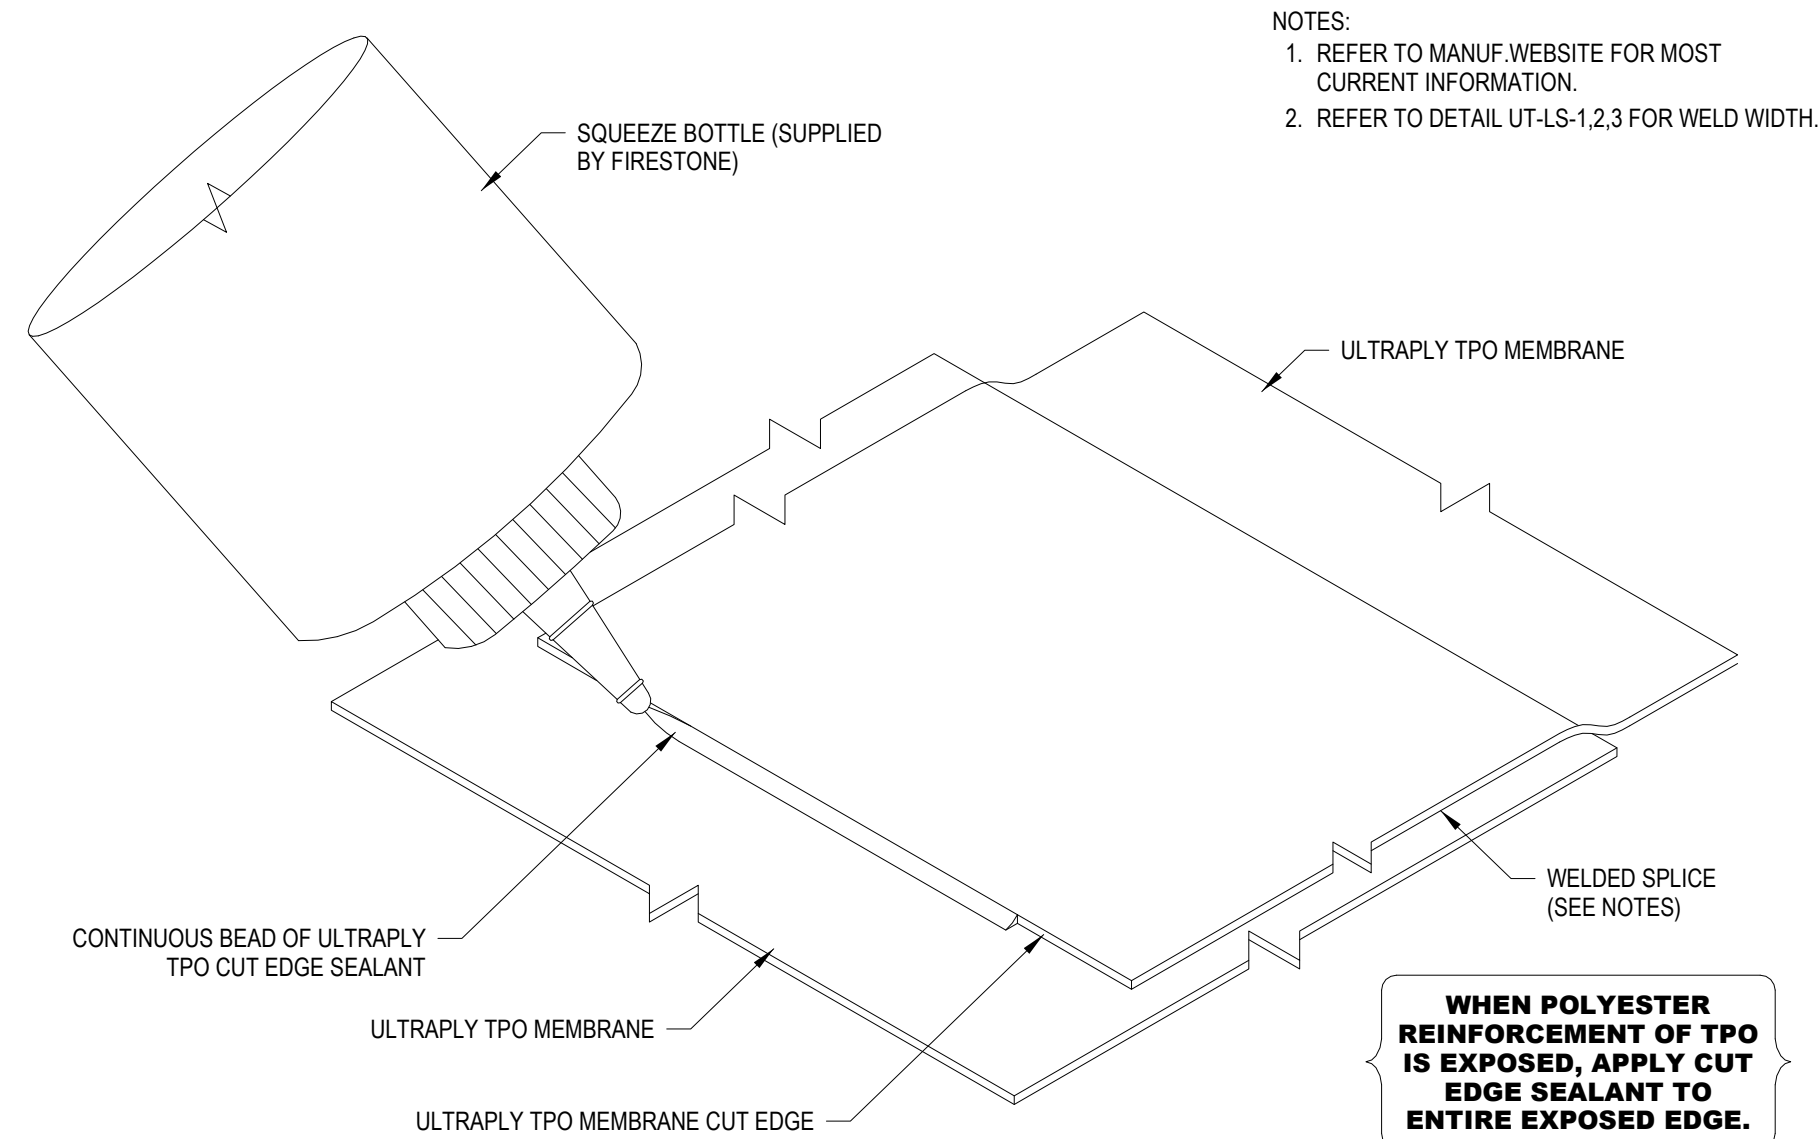 NOTES:
1. REFER TO MANUF.WEBSITE FOR MOST
CURRENT INFORMATION.
2. REFER TO DETAIL UT-LS-1,2,3 FOR WELD WIDTH.
SQUEEZE BOTTLE (SUPPLIED
BY FIRESTONE)
ULTRAPLY TPO MEMBRANE
WELDED SPLICE
(SEE NOTES)
CONTINUOUS BEAD OF ULTRAPLY
TPO CUT EDGE SEALANT
ULTRAPLY TPO MEMBRANE
ULTRAPLY TPO MEMBRANE CUT EDGE
WHEN POLYESTER
REINFORCEMENT OF TPO
IS EXPOSED, APPLY CUT
EDGE SEALANT TO
ENTIRE EXPOSED EDGE.